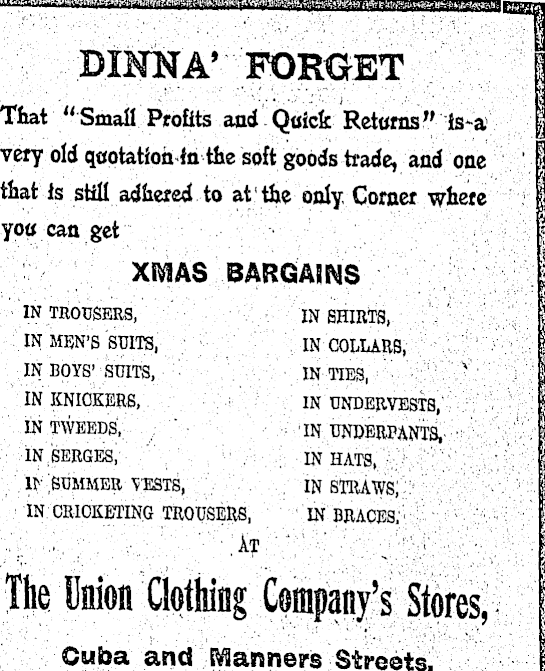 DINNA' FORGET
That "Small Profits and Quick Returns" is a
very old quotation in the soft goods trade, and one
that is still adhered to at the only Corner where
you can get
XMAS BARGAINS
IN TROUSERS,
IN MEN'S SUITS,
IN BOYS' SUITS,
IN KNICKERS,
IN TWEEDS,
IN SERGES,
IN SUMMER VESTS,
IN CRICKETING TROUSERS,
IN SHIRTS,
IN COLLARS,
IN TIES,
IN UNDERVESTS,
IN UNDERPANTS,
IN HATS,
IN STRAWS,
IN BRACES.
AT
The Union Clothing Company's Stores,
Cuba and Manners Streets.